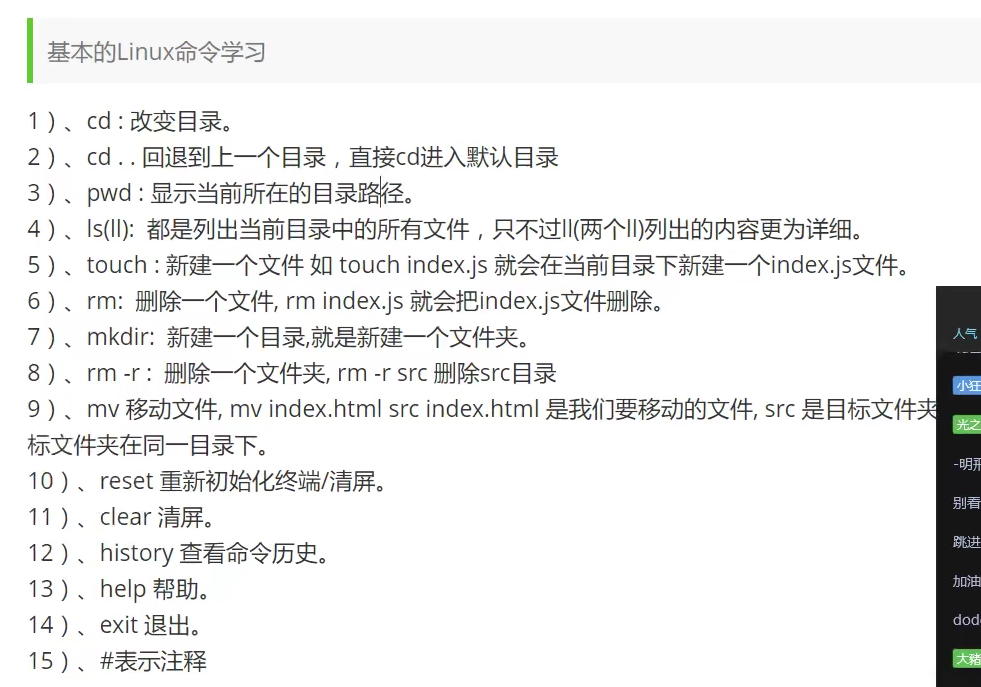 基本的Linux命令学习
1）、cd : 改变目录。
2）、cd . . 回退到上一个目录，直接cd进入默认目录
3）、pwd : 显示当前所在的目录路径。
4）、ls(ll):  都是列出当前目录中的所有文件，只不过ll(两个ll)列出的内容更为详细。
5）、touch : 新建一个文件 如 touch index.js 就会在当前目录下新建一个index.js文件。
6）、rm:  删除一个文件, rm index.js 就会把index.js文件删除。
7）、mkdir:  新建一个目录,就是新建一个文件夹。
8）、rm -r :  删除一个文件夹, rm -r src 删除src目录
9）、mv 移动文件, mv index.html src index.html 是我们要移动的文件, src 是目标文件夹
标文件夹在同一目录下。
10）、reset 重新初始化终端/清屏。
11）、clear 清屏。
12）、history 查看命令历史。
13）、help 帮助。
14）、exit 退出。
15）、#表示注释
人气
小狂
光之
-明
别看
跳进
加油
dod
大猪